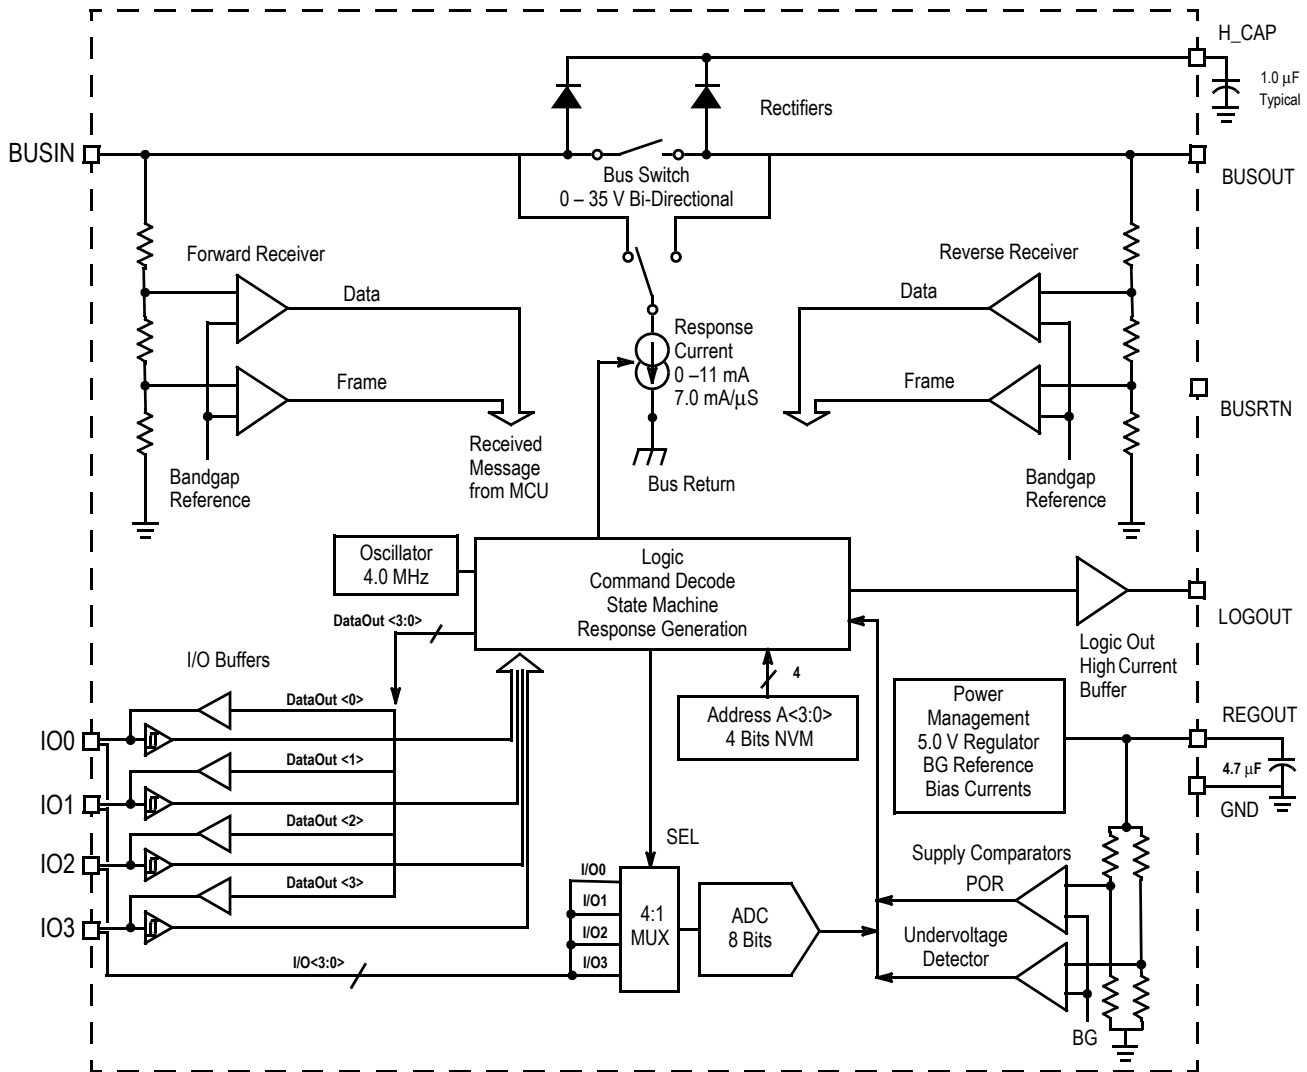 H_CAP
1.0 μF
Typical
Rectifiers
BUSIN
Bus Switch
0 – 35 V Bi-Directional
BUSOUT
Forward Receiver
Data
Frame
Bandgap
Reference
Received
Message
from MCU
Response
Current
0 –11 mA
7.0 mA/μS
Bus Return
Reverse Receiver
Data
Frame
Bandgap
Reference
BUSRTN
Oscillator
4.0 MHz
Logic
Command Decode
State Machine
Response Generation
LOGOUT
Logic Out
High Current
Buffer
DataOut <3:0>
I/O Buffers
DataOut <0>
DataOut <1>
DataOut <2>
DataOut <3>
IO0
IO1
IO2
IO3
I/O<3:0>
4
Address A<3:0>
4 Bits NVM
Power
Management
5.0 V Regulator
BG Reference
Bias Currents
REGOUT
4.7 μF
GND
SEL
I/O0
I/O1
I/O2
I/O3
4:1
MUX
ADC
8 Bits
Supply Comparators
POR
Undervoltage
Detector
BG